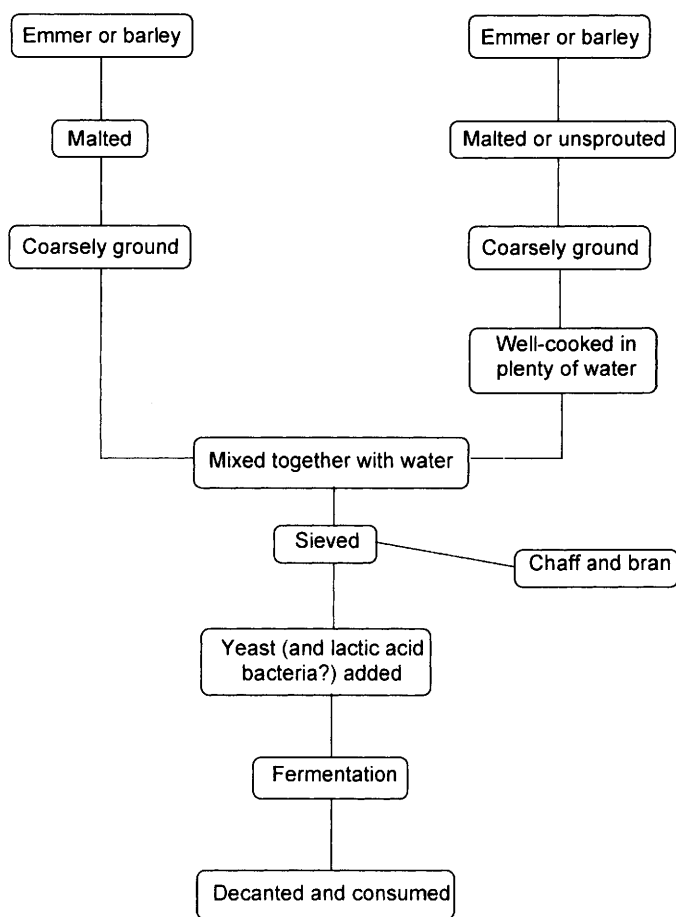 Emmer or barley
Emmer or barley
Malted
Malted or unsprouted
Coarsely ground
Coarsely ground
Well-cooked in
plenty of water
Mixed together with water
Sieved
Chaff and bran
Yeast (and lactic acid
bacteria?) added
Fermentation
Decanted and consumed